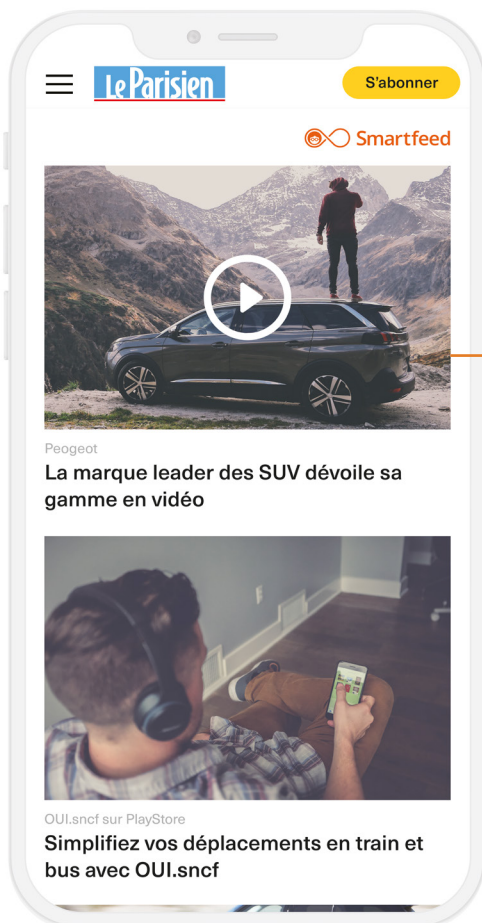 Le Parisien
S'abonner
Smartfeed
Peogeot
La marque leader des SUV dévoile sa
gamme en vidéo
OUI.sncf sur PlayStore
Simplifiez vos déplacements en train et
bus avec OUI.sncf